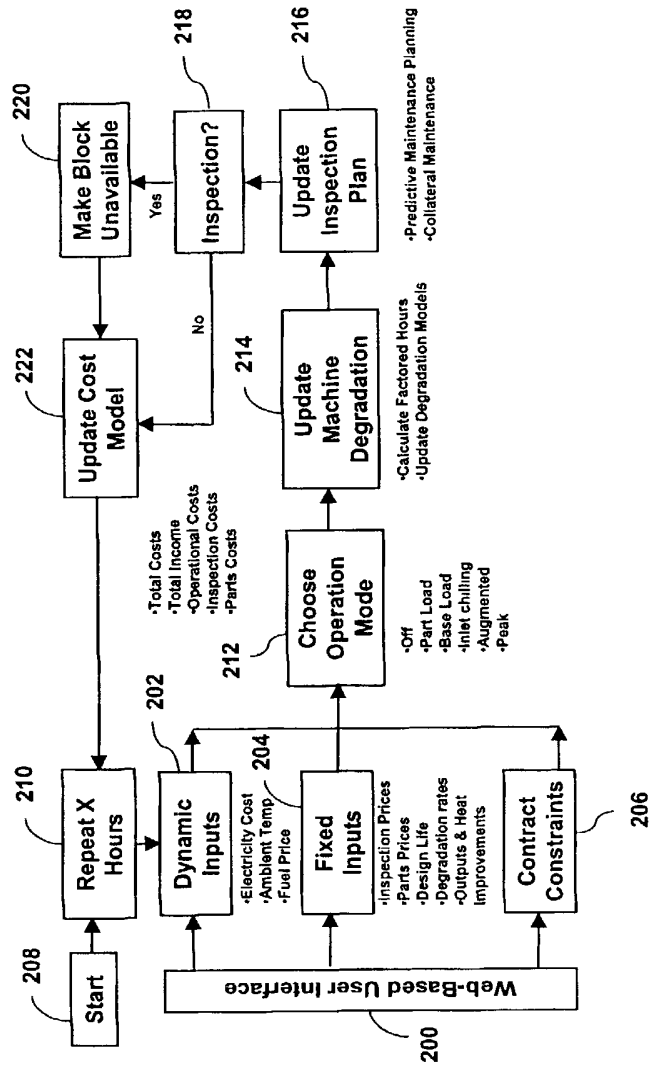 208
Start
210
Repeat X
Hours
222
Update Cost
Model
220
Make Block
Unavailable
•Total Costs
•Total Income
•Operational Costs
•Inspection Costs
•Parts Costs
No
Yes
218
Inspection?
200
Web-Based User Interface
202
Dynamic
Inputs
•Electricity Cost
•Ambient Temp
•Fuel Price
204
Fixed
Inputs
•Inspection Prices
•Parts Prices
•Design Life
•Degradation rates
•Outputs & Heat
Improvements
206
Contract
Constraints
212
Choose
Operation
Mode
•Off
•Part Load
•Base Load
•Inlet chilling
•Augmented
•Peak
214
Update
Machine
Degradation
•Calculate Factored Hours
•Update Degradation Models
216
Update
Inspection
Plan
•Predictive Maintenance Planning
•Collateral Maintenance